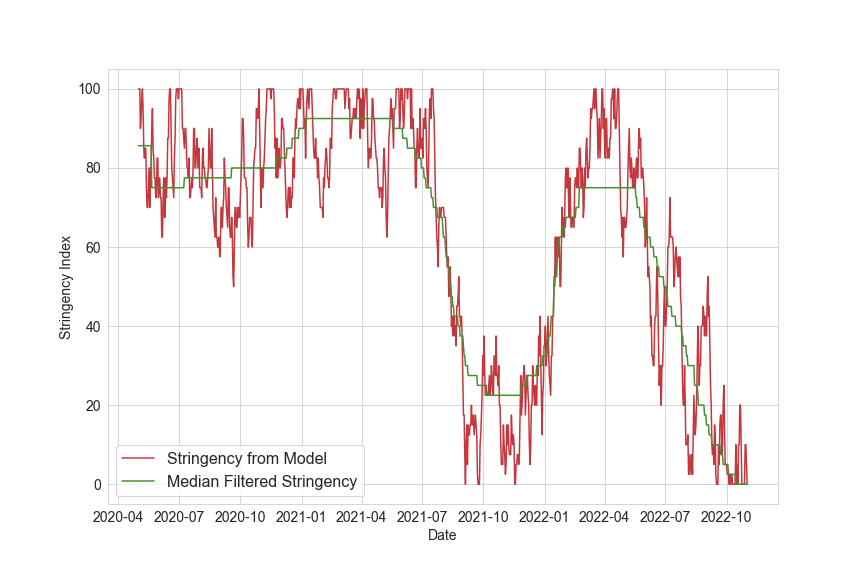 100
80
60
40
20
0
Stringency Index
Stringency from Model
Median Filtered Stringency
2020-04 2020-07 2020-10 2021-01 2021-04 2021-07 2021-10 2022-01 2022-04 2022-07 2022-10
Date